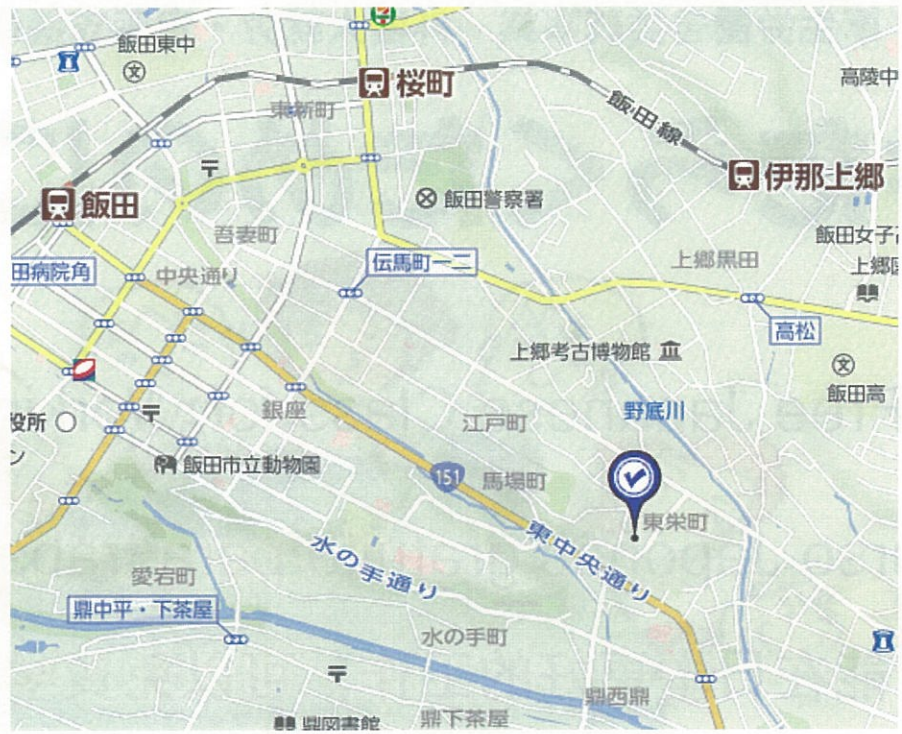 飯田東中
桜町
高陵中
東新町
飯田線
伊那上郷
飯田
飯田警察署
吾妻町
飯田女子
上郷黒田
田病院角
中央通り
伝馬町一二
高松
上郷考古博物館
飯田高
銀座
江戸町
野底川
役所
ン
飯田市立動物園
151
馬場町
東栄町
水の手通り
東中央通り
愛宕町
鼎中平・下茶屋
水の手町
鼎西鼎
鼎図書館
鼎下茶屋